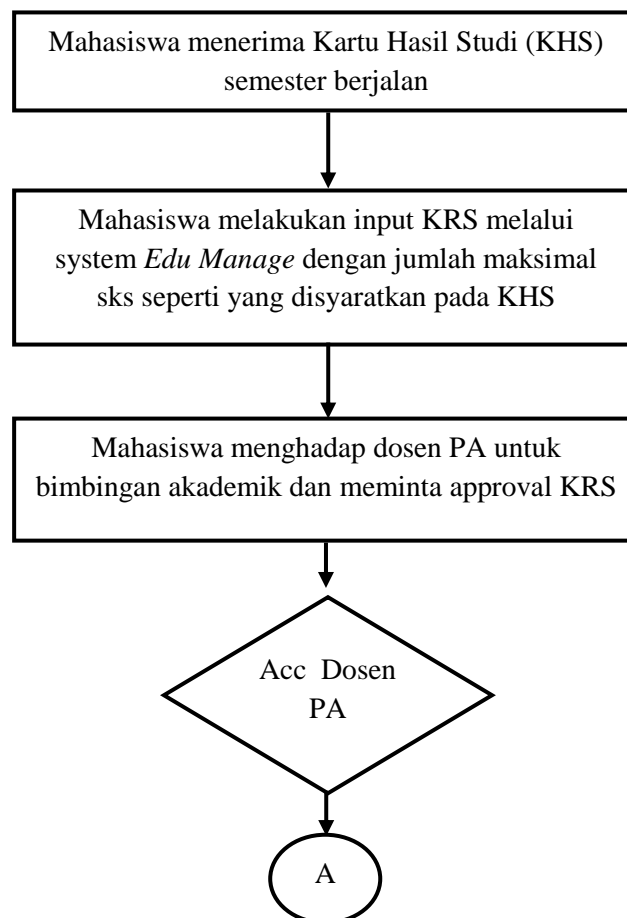 Mahasiswa menerima Kartu Hasil Studi (KHS)
semester berjalan
Mahasiswa melakukan input KRS melalui
system Edu Manage dengan jumlah maksimal
sks seperti yang disyaratkan pada KHS
Mahasiswa menghadap dosen PA untuk
bimbingan akademik dan meminta approval KRS
Acc Dosen
PA
A